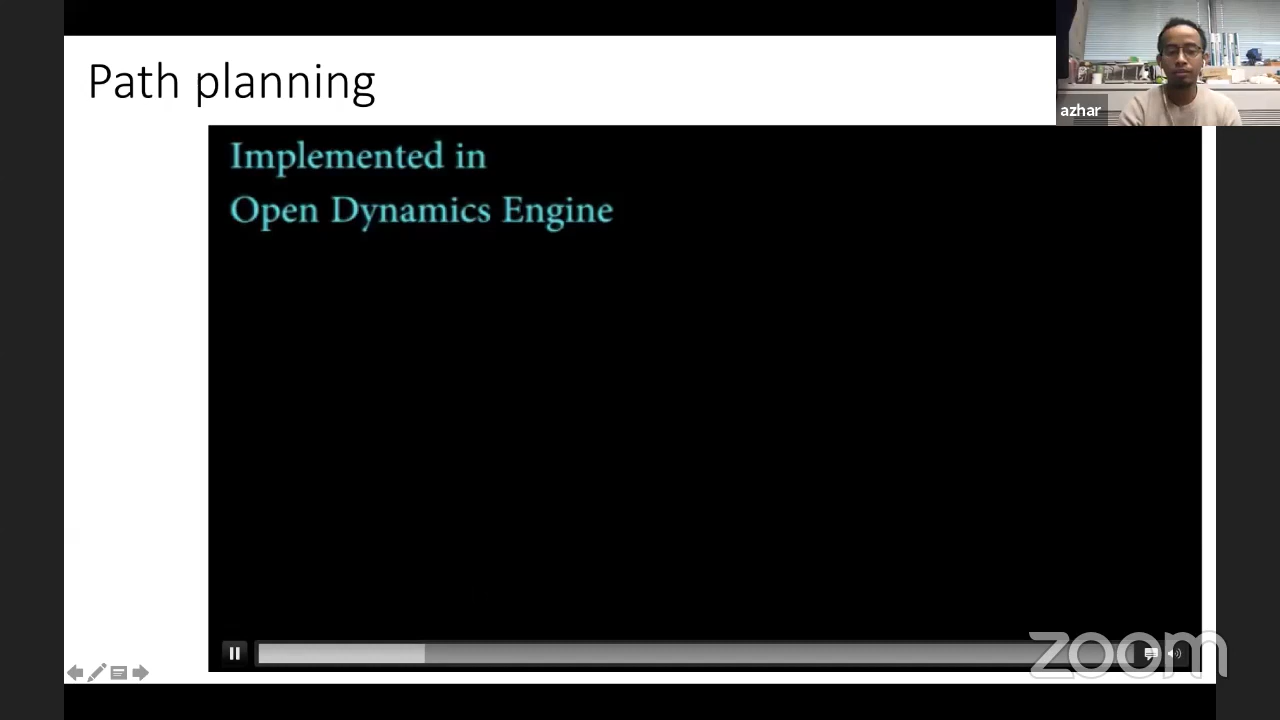 Path planning
azhar
Implemented in
Open Dynamics Engine
zoom